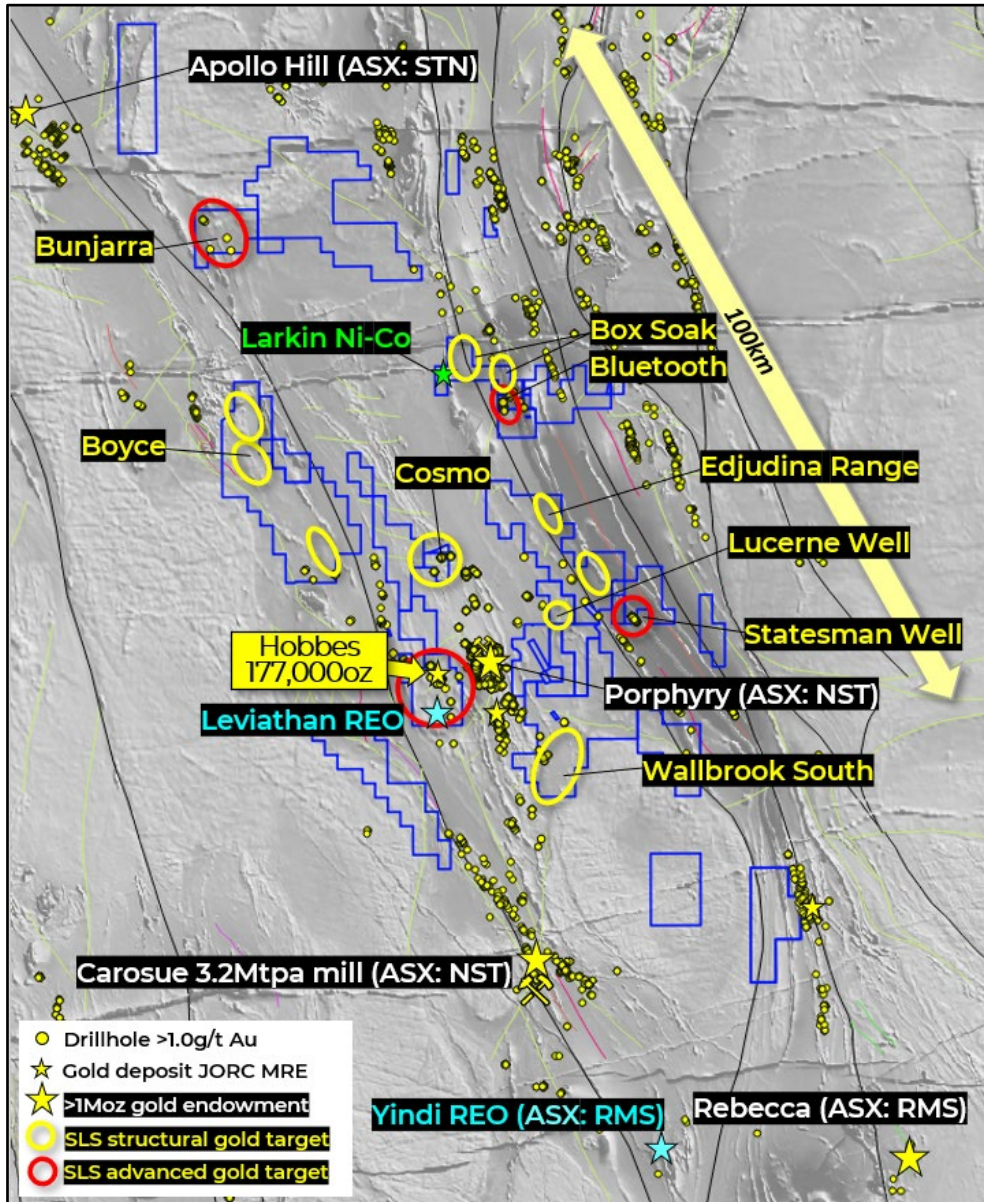 Apollo Hill (ASX: STN)
Bunjarra
100km
Larkin Ni-Co
Box Soak
Bluetooth
Boyce
Cosmo
Edjudina Range
Lucerne Well
Statesman Well
Hobbes
177,000oz
Porphyry (ASX: NST)
Leviathan REO
Wallbrook South
Carosue 3.2Mtpa mill (ASX: NST)
Drillhole >1.0g/t Au
Gold deposit JORC MRE
>1Moz gold endowment
SLS structural gold target
SLS advanced gold target
Yindi REO (ASX: RMS)
Rebecca (ASX: RMS)